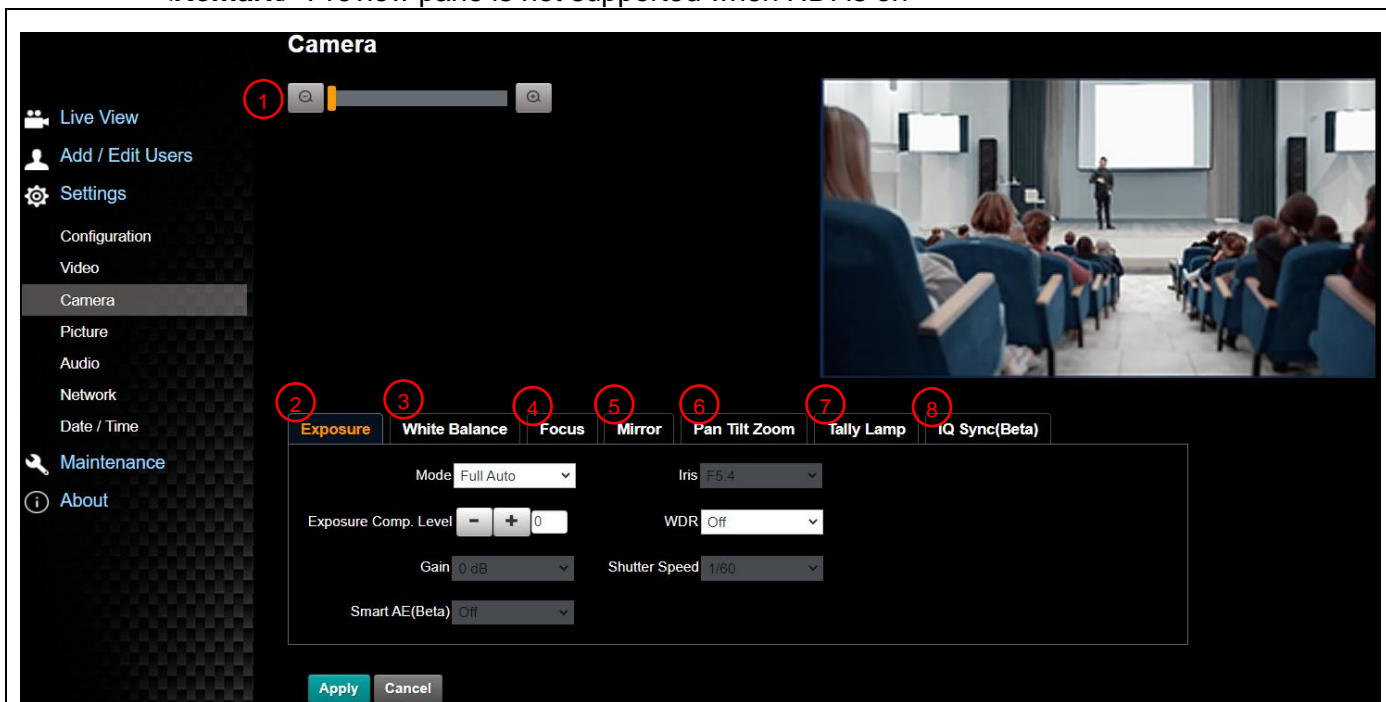 Camera
1
Live View
Add / Edit Users
Settings
Configuration
Video
Camera
Picture
Audio
Network
Date / Time
Maintenance
About
2 3 4 5 6 7 8
Exposure White Balance Focus Mirror Pan Tilt Zoom Tally Lamp IQ Sync(Beta)
Mode Full Auto Iris F5.4
Exposure Comp. Level - + 0 WDR Off
Gain 0 dB Shutter Speed 1/60
Smart AE(Beta) Off
Apply Cancel